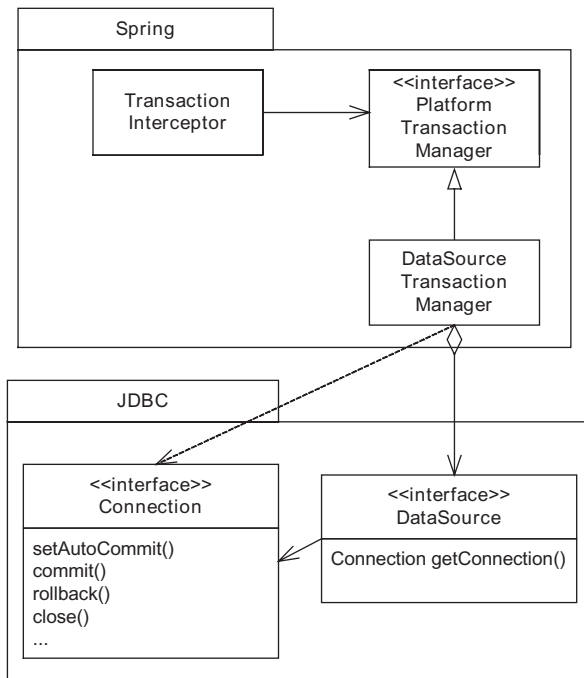 Spring
Transaction
Interceptor
<<interface>>
Platform
Transaction
Manager
DataSource
Transaction
Manager
JDBC
<<interface>>
Connection
setAutoCommit()
commit()
rollback()
close()
...
<<interface>>
DataSource
Connection getConnection()